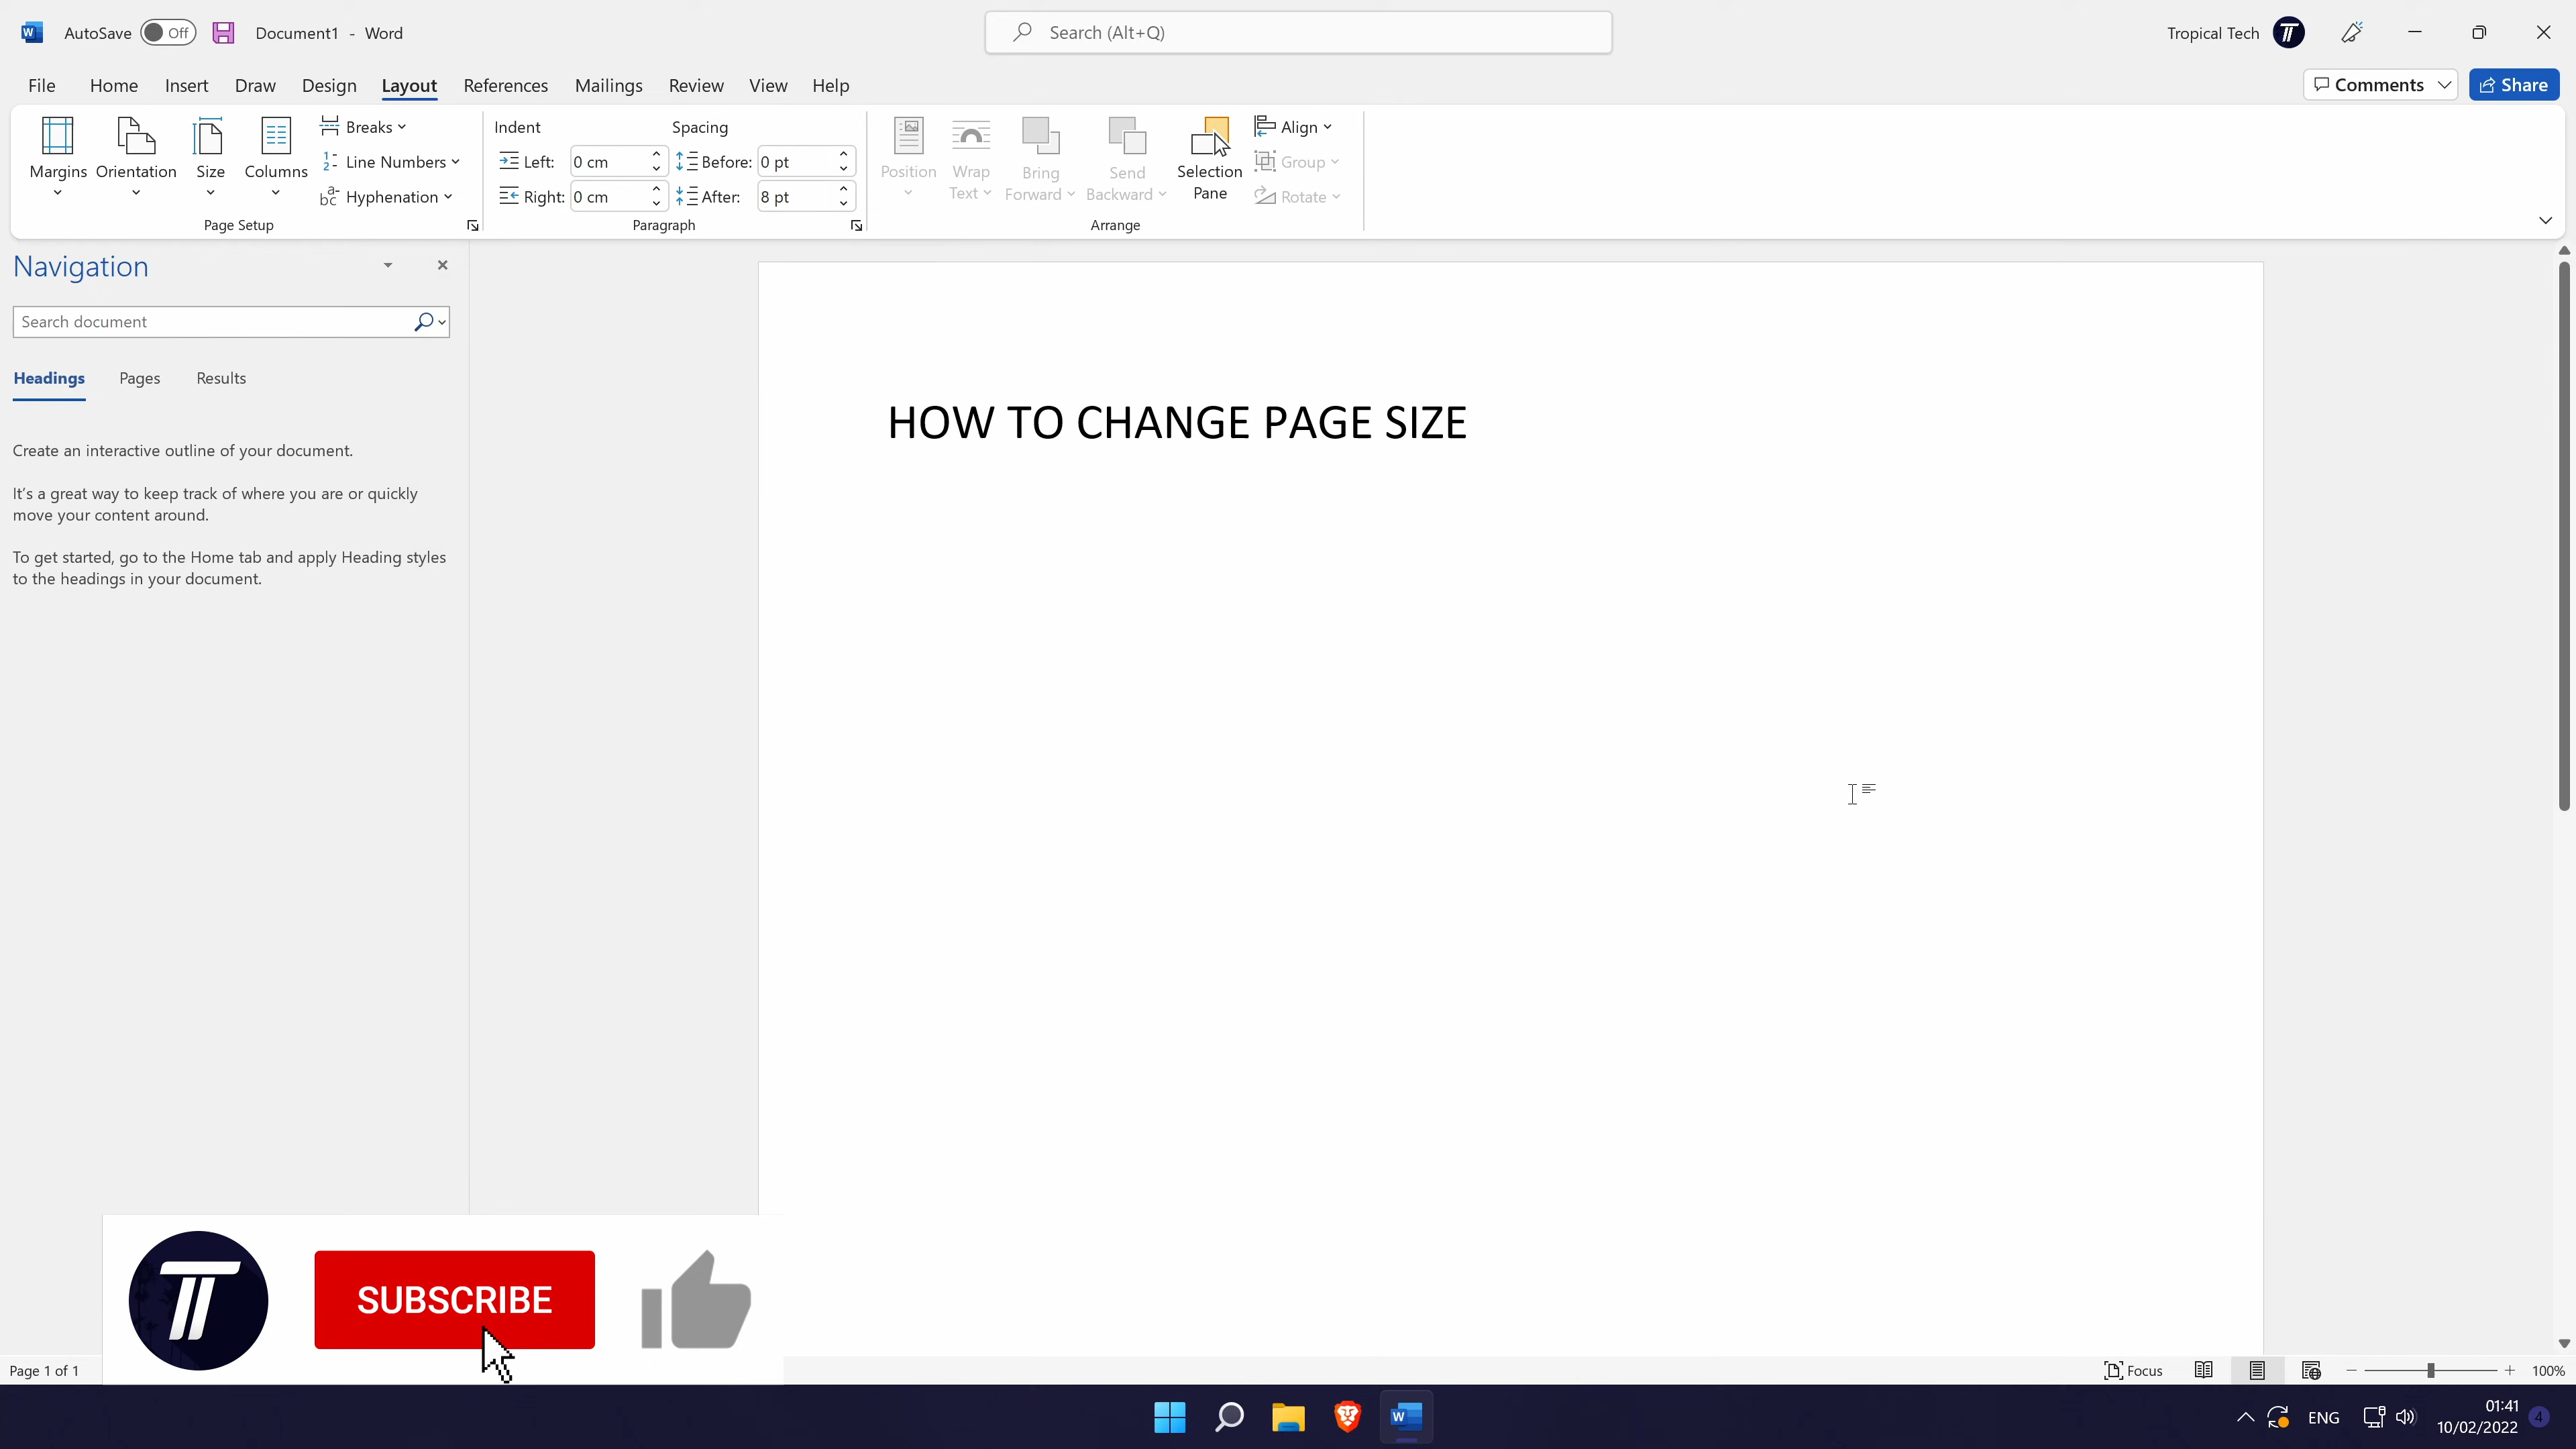 AutoSave Off Document1 - Word Search (Alt+Q) Tropical Tech
File Home Insert Draw Design Layout References Mailings Review View Help Comments Share
Margins Orientation Size Columns
Breaks
Line Numbers
Hyphenation
Page Setup
Indent Spacing
Left: 0 cm Before: 0 pt
Right: 0 cm After: 8 pt
Paragraph
Position
Wrap
Text
Bring
Forward
Send
Backward
Selection
Pane
Align
Group
Rotate
Arrange
Navigation
Search document
Headings Pages Results
Create an interactive outline of your document.
It's a great way to keep track of where you are or quickly
move your content around.
To get started, go to the Home tab and apply Heading styles
to the headings in your document.
HOW TO CHANGE PAGE SIZE
SUBSCRIBE
Page 1 of 1 Focus 100%
ENG 01:41
10/02/2022 4